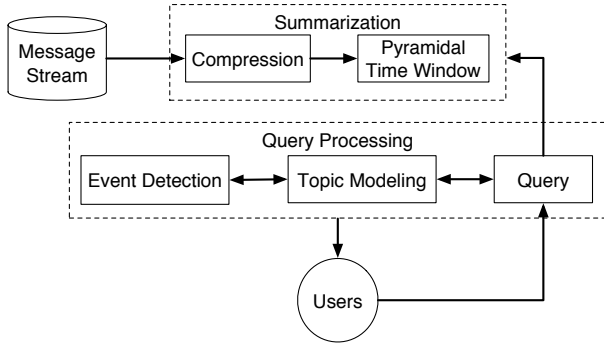 Summarization
Message
Stream
Compression
Pyramidal
Time Window
Query Processing
Event Detection
Topic Modeling
Query
Users